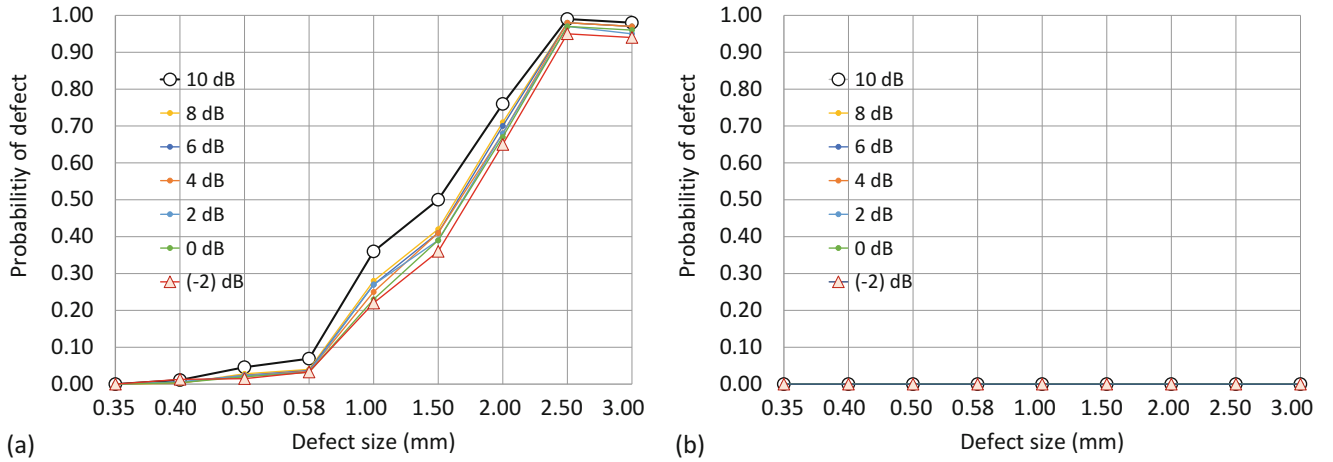 Probabilitiy of defect
1.00
0.90
0.80
0.70
0.60
0.50
0.40
0.30
0.20
0.10
0.00
10 dB
8 dB
6 dB
4 dB
2 dB
0 dB
(-2) dB
0.35 0.40 0.50 0.58 1.00 1.50 2.00 2.50 3.00
Defect size (mm)
(a)
Probability of defect
1.00
0.90
0.80
0.70
0.60
0.50
0.40
0.30
0.20
0.10
0.00
10 dB
8 dB
6 dB
4 dB
2 dB
0 dB
(-2) dB
0.35 0.40 0.50 0.58 1.00 1.50 2.00 2.50 3.00
Defect size (mm)
(b)